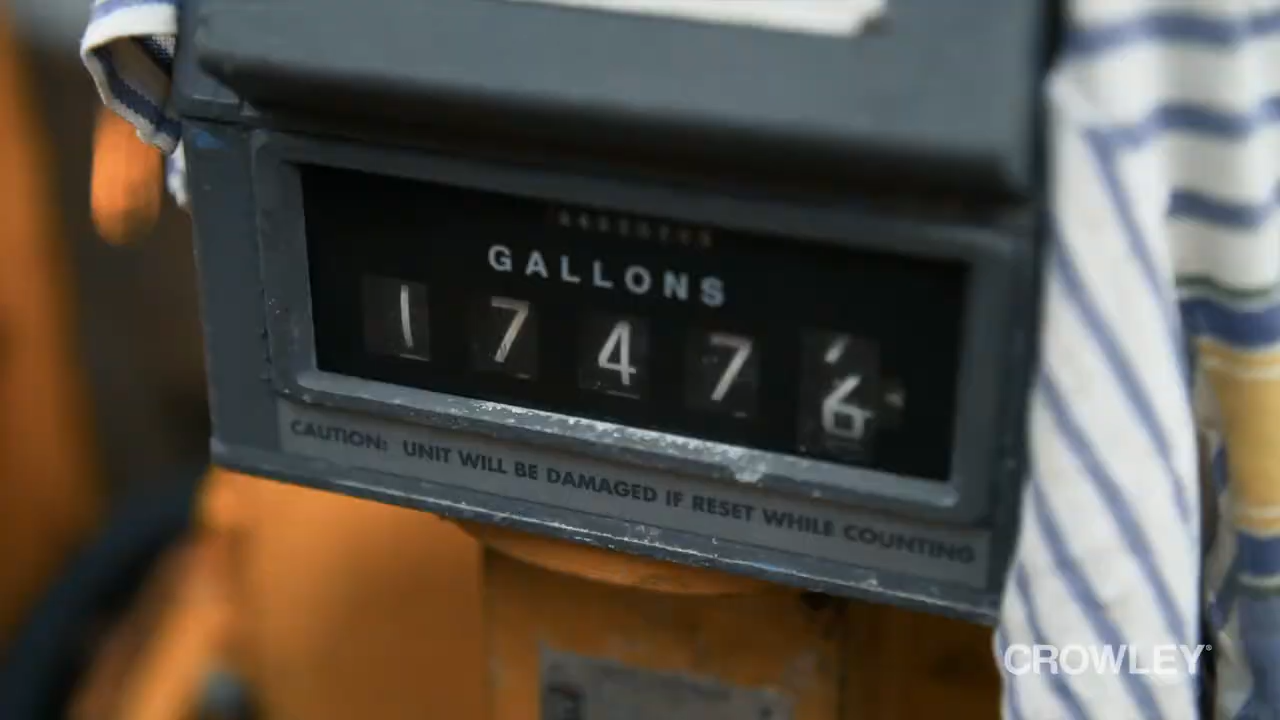 GALLONS
1 7 4 7 6
CAUTION: UNIT WILL BE DAMAGED IF RESET WHILE COUNTING
CROWLEY®